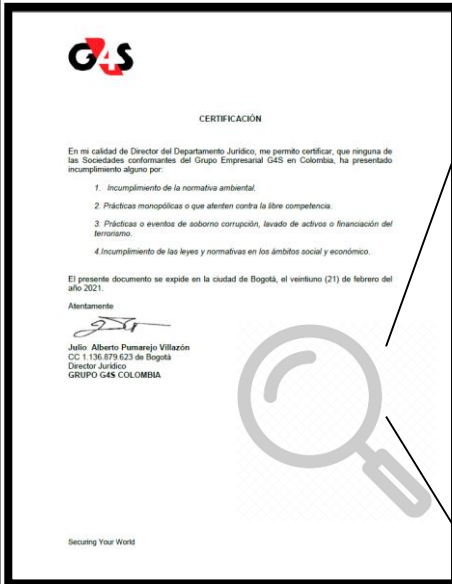 G4S
CERTIFICACIÓN
En mi calidad de Director del Departamento Jurídico, me permito certificar, que ninguna de
las Sociedades conformantes del Grupo Empresarial G4S en Colombia, ha presentado
incumplimiento alguno por:
1. Incumplimiento de la normativa ambiental.
2. Prácticas monopólicas o que atenten contra la libre competencia.
3. Prácticas o eventos de soborno corrupción, lavado de activos o financiación del
terrorismo.
4.Incumplimiento de las leyes y normativas en los ámbitos social y económico.
El presente documento se expide en la ciudad de Bogotá, el veintiuno (21) de febrero del
año 2021.
Atentamente
Julio Alberto Pumarejo Villazón
CC 1.136.879.623 de Bogotá
Director Jurídico
GRUPO G4S COLOMBIA
Securing Your World